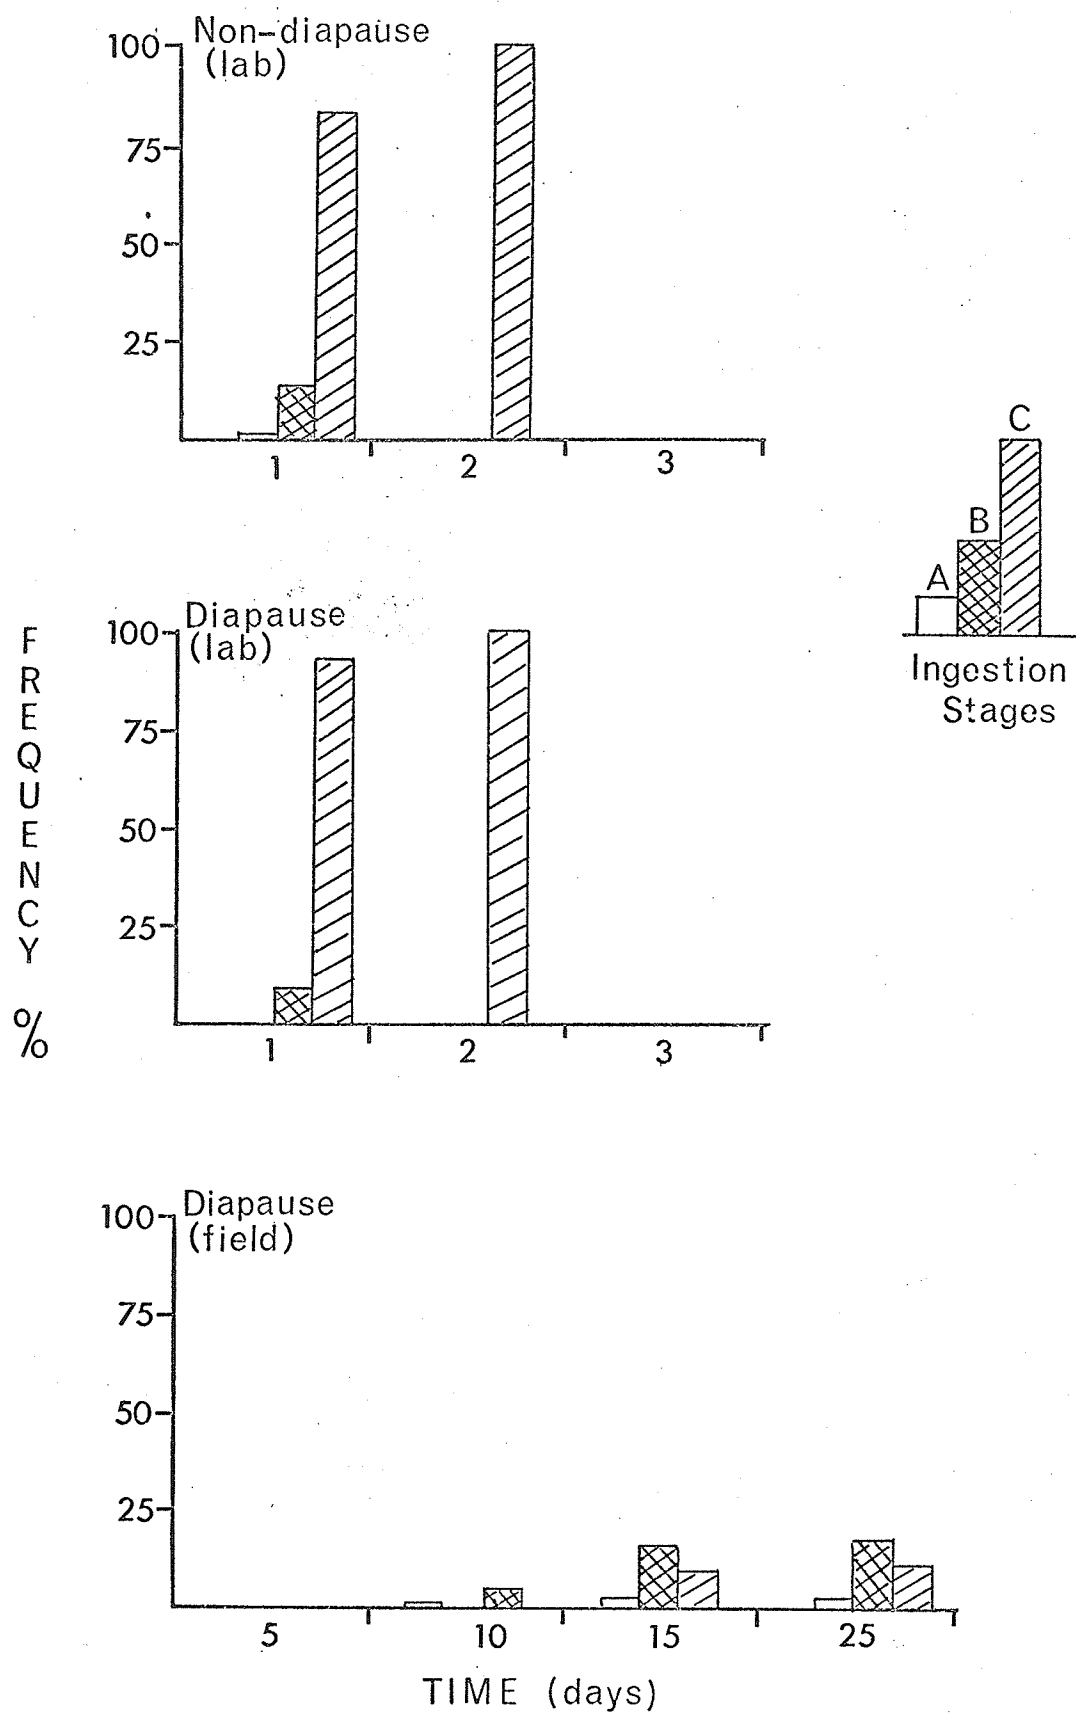 Non-diapause
(lab)
100
75
50
25
1 2 3
A
B
C
Ingestion
Stages
FREQUENCY
%
Diapause
(lab)
100
75
50
25
1 2 3
Diapause
(field)
100
75
50
25
5 10 15 25
TIME (days)